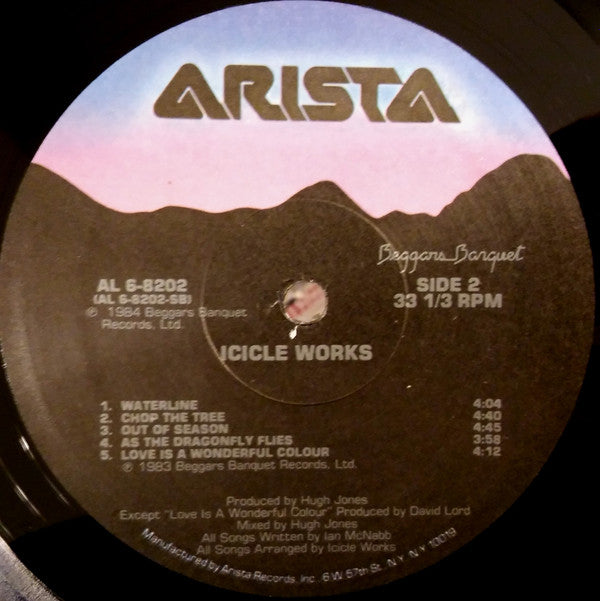 ARISTA
Beggars Banquet
AL 6-8202
(AL 6-8202-SB)
℗ 1984 Beggars Banquet
Records, Ltd.
SIDE 2
33 1/3 RPM
ICICLE WORKS
1. WATERLINE 4:04
2. CHOP THE TREE 4:40
3. OUT OF SEASON 4:45
4. AS THE DRAGONFLY FLIES 3:58
5. LOVE IS A WONDERFUL COLOUR 4:12
℗ 1983 Beggars Banquet Records, Ltd.
Produced by Hugh Jones
Except "Love Is A Wonderful Colour" Produced by David Lord
Mixed by Hugh Jones
All Songs Written by Ian McNabb
All Songs Arranged by Icicle Works
Manufactured by Arista Records, Inc., 6 W. 57th St., N.Y., N.Y. 10019